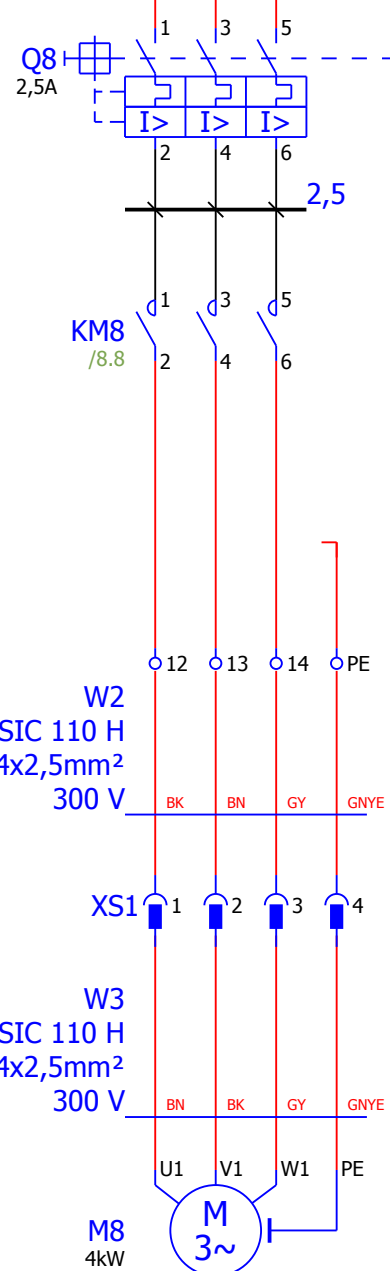 1 3 5
Q8
2,5A
I> I> I>
2 4 6
2,5
1 3 5
KM8
/8.8
2 4 6
12 13 14 PE
W2
SIC 110 H
4x2,5mm²
300 V
BK BN GY GNYE
XS1 1 2 3 4
W3
SIC 110 H
4x2,5mm²
300 V
BN BK GY GNYE
U1 V1 W1 PE
M8
4kW
M
3~